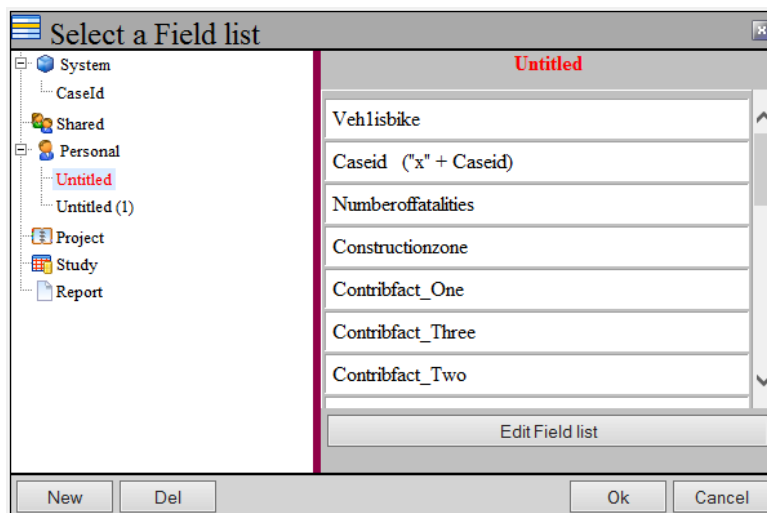 Select a Field list
System
CaseId
Shared
Personal
Untitled
Untitled (1)
Project
Study
Report
Untitled
Veh1isbike
Caseid ("x" + Caseid)
Numberoffatalities
Constructionzone
Contribfact_One
Contribfact_Three
Contribfact_Two
Edit Field list
New
Del
Ok
Cancel